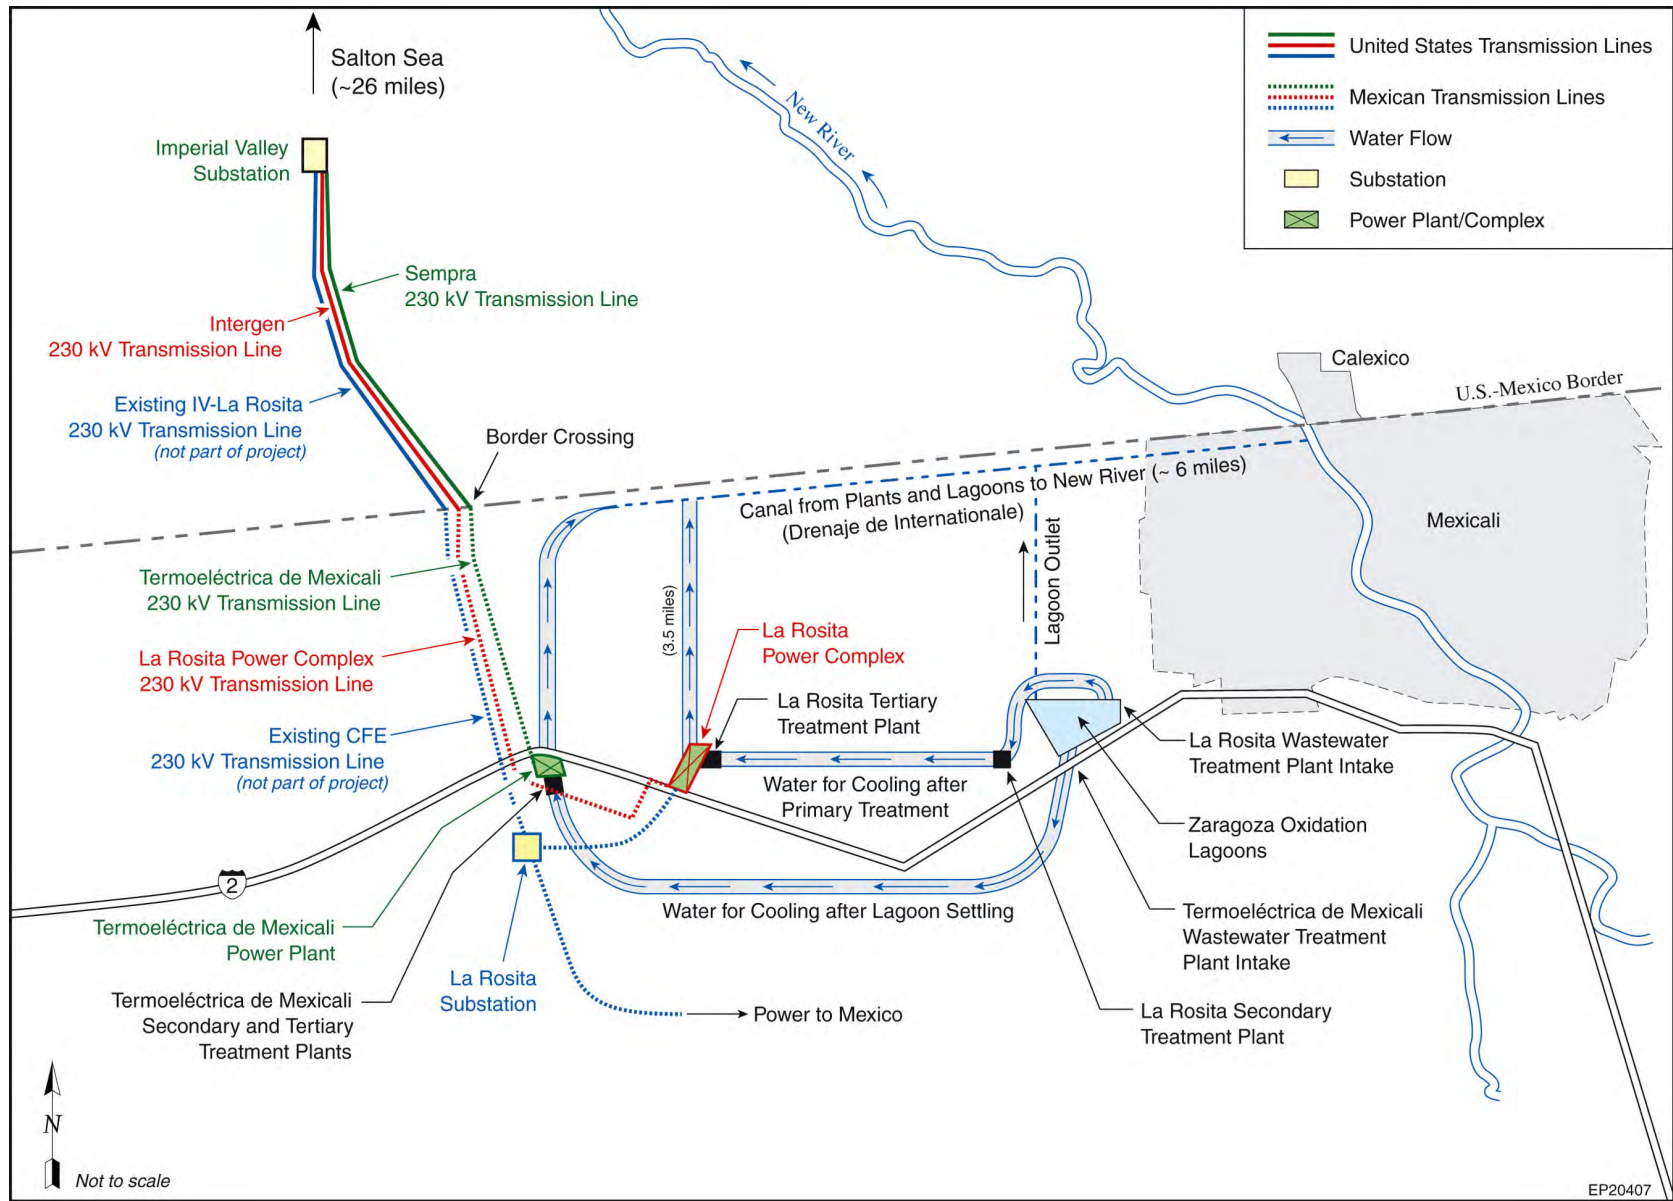 Salton Sea
(~26 miles)
Imperial Valley
Substation
New River
United States Transmission Lines
Mexican Transmission Lines
Water Flow
Substation
Power Plant/Complex
Sempra
230 kV Transmission Line
Intergen
230 kV Transmission Line
Existing IV-La Rosita
230 kV Transmission Line
(not part of project)
Border Crossing
Calexico
U.S.-Mexico Border
Canal from Plants and Lagoons to New River (~ 6 miles)
(Drenaje de Internationale)
Mexicali
Lagoon Outlet
(3.5 miles)
Termoeléctrica de Mexicali
230 kV Transmission Line
La Rosita Power Complex
230 kV Transmission Line
Existing CFE
230 kV Transmission Line
(not part of project)
La Rosita
Power Complex
La Rosita Tertiary
Treatment Plant
Water for Cooling after
Primary Treatment
La Rosita Wastewater
Treatment Plant Intake
Zaragoza Oxidation
Lagoons
2
Water for Cooling after Lagoon Settling
Termoeléctrica de Mexicali
Wastewater Treatment
Plant Intake
Termoeléctrica de Mexicali
Power Plant
La Rosita
Substation
Termoeléctrica de Mexicali
Secondary and Tertiary
Treatment Plants
Power to Mexico
La Rosita Secondary
Treatment Plant
N
Not to scale
EP20407